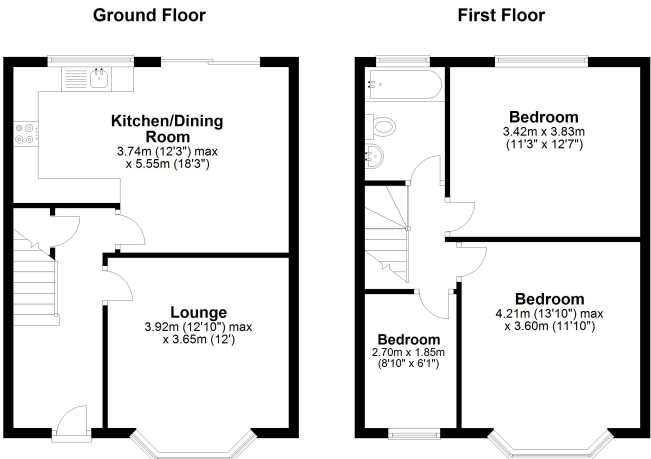 Ground Floor
First Floor
Kitchen/Dining
Room
3.74m (12'3") max
x 5.55m (18'3")
Lounge
3.92m (12'10") max
x 3.65m (12')
Bedroom
3.42m x 3.83m
(11'3" x 12'7")
Bedroom
4.21m (13'10") max
x 3.60m (11'10")
Bedroom
2.70m x 1.85m
(8'10" x 6'1")